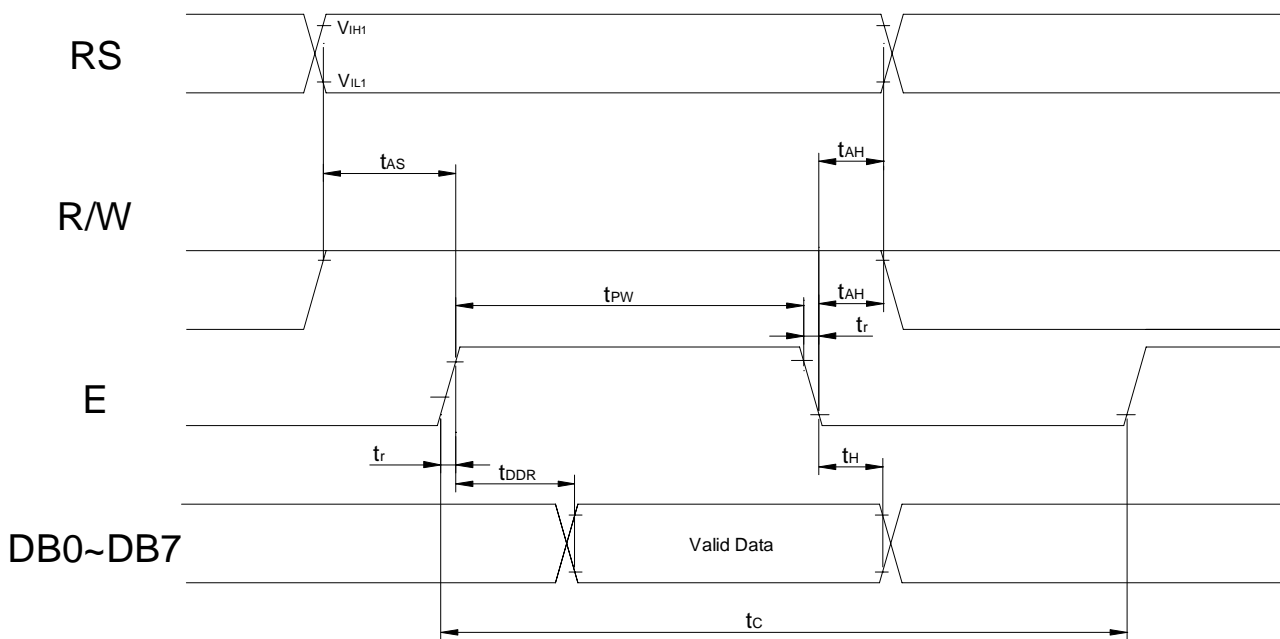 RS
VIH1
VIL1
tAS
tAH
R/W
tPW
tAH
tr
E
tr
tDDR
tH
DB0~DB7
Valid Data
tC